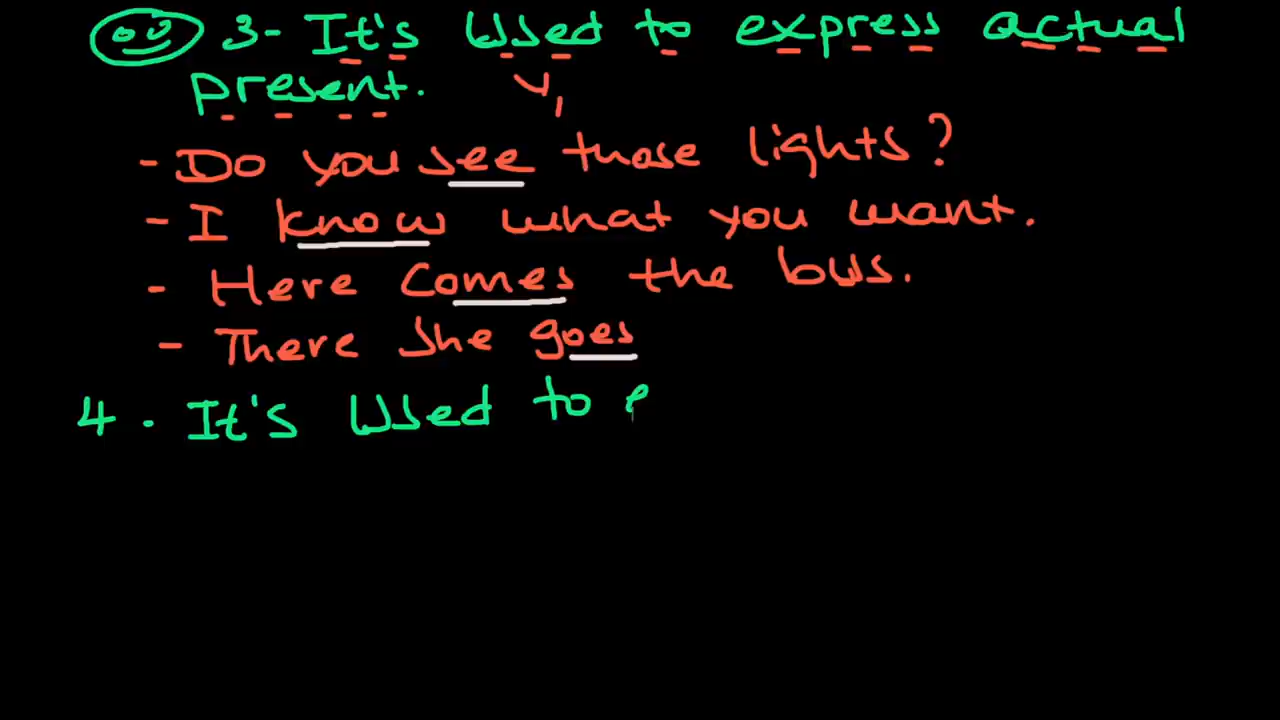 3- It's Used to express actual
present. V1
- Do you see those lights?
- I know what you want.
- Here comes the bus.
- There she goes
4. It's Used to e